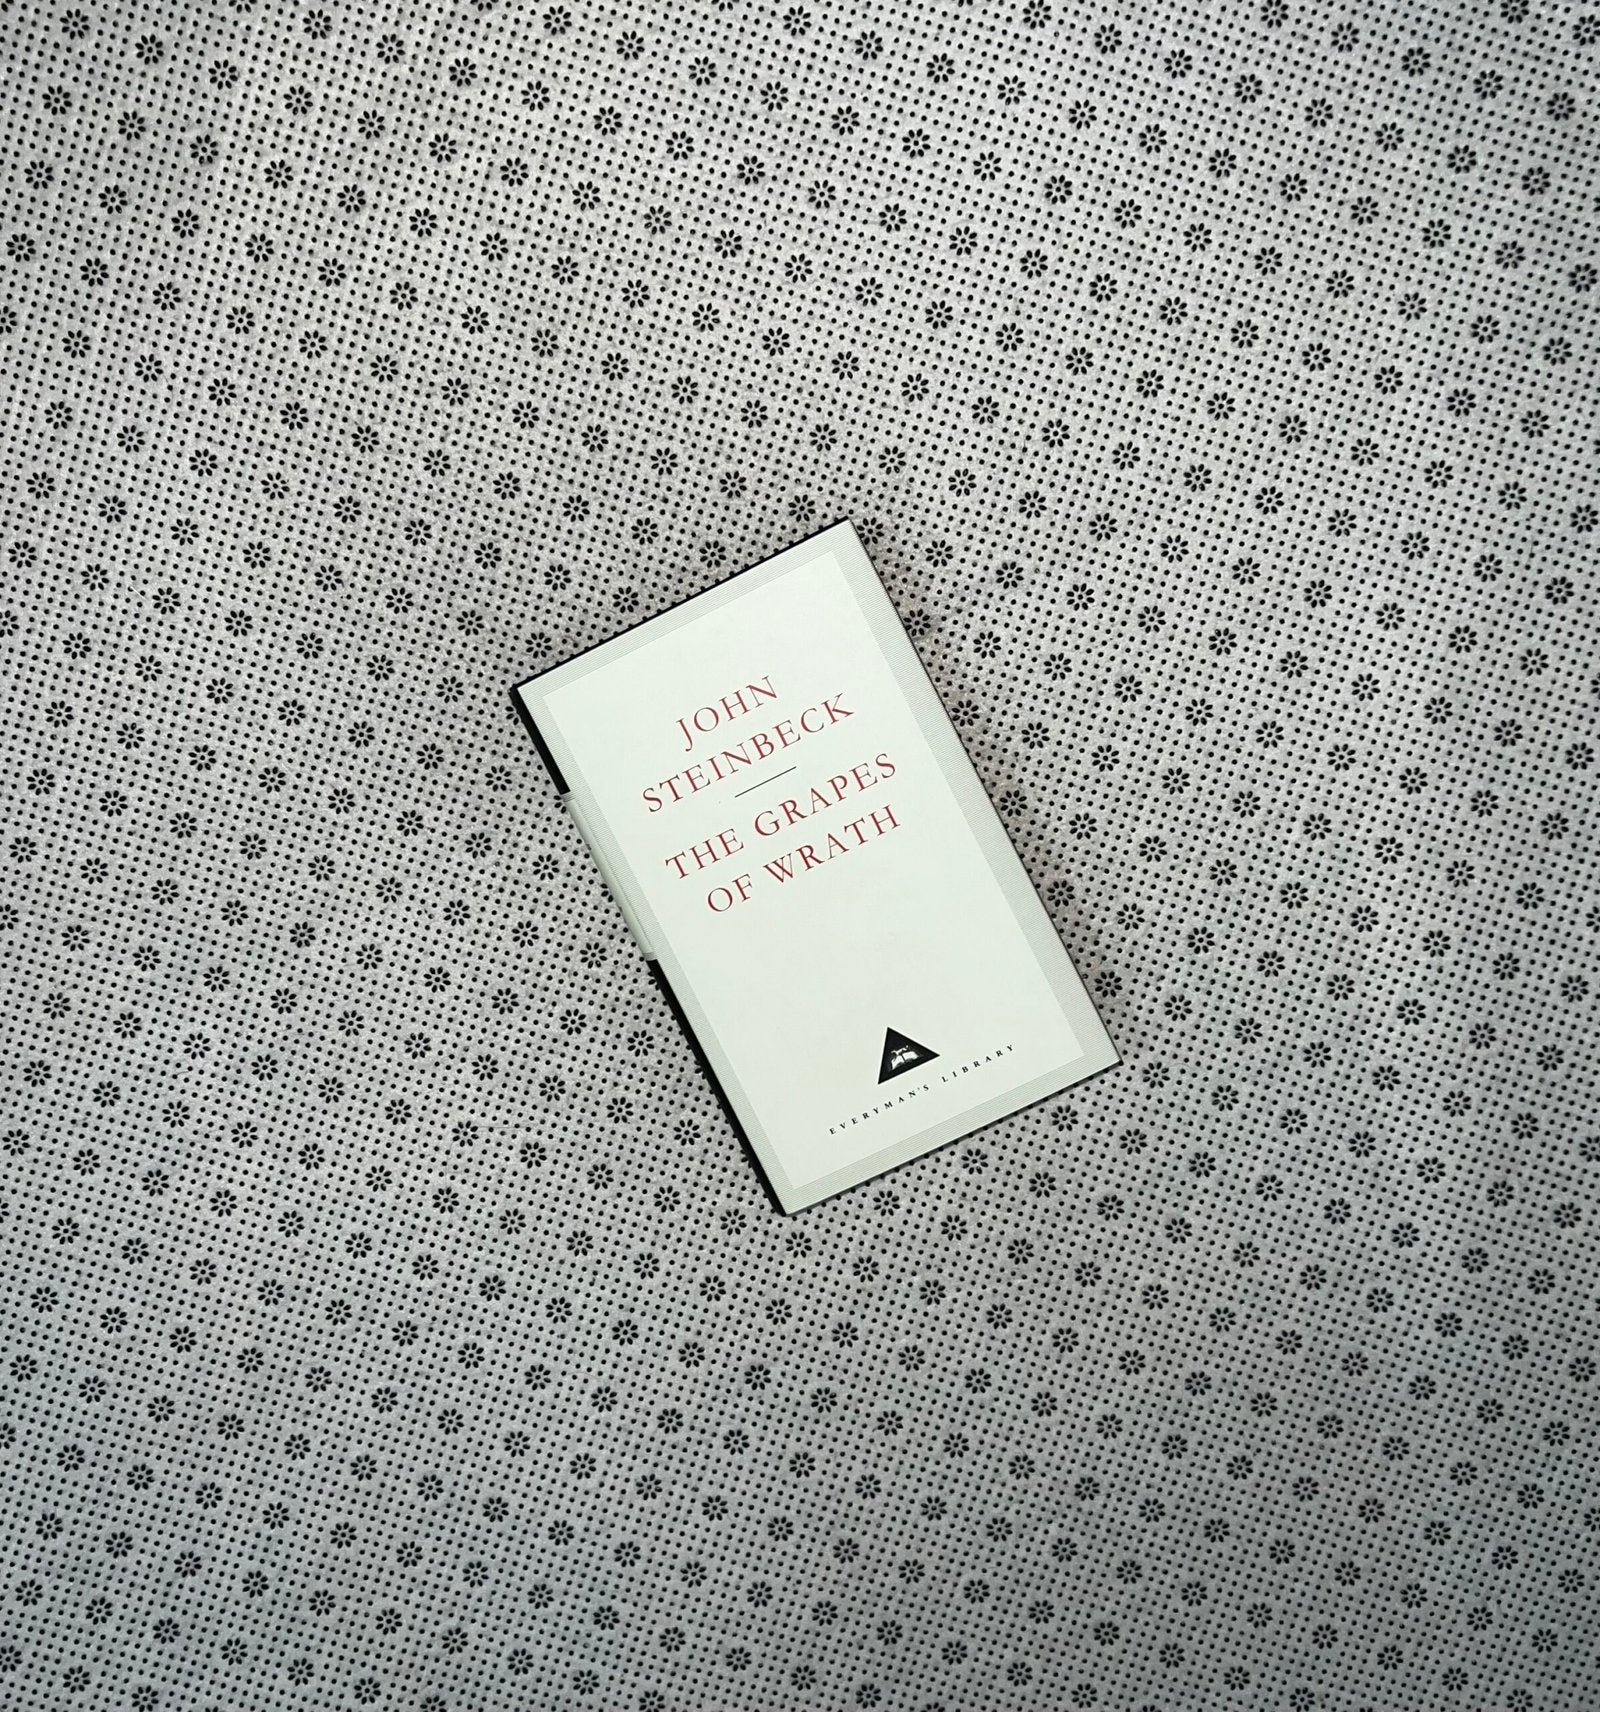 JOHN
STEINBECK
THE GRAPES
OF WRATH
EVERYMAN'S LIBRARY